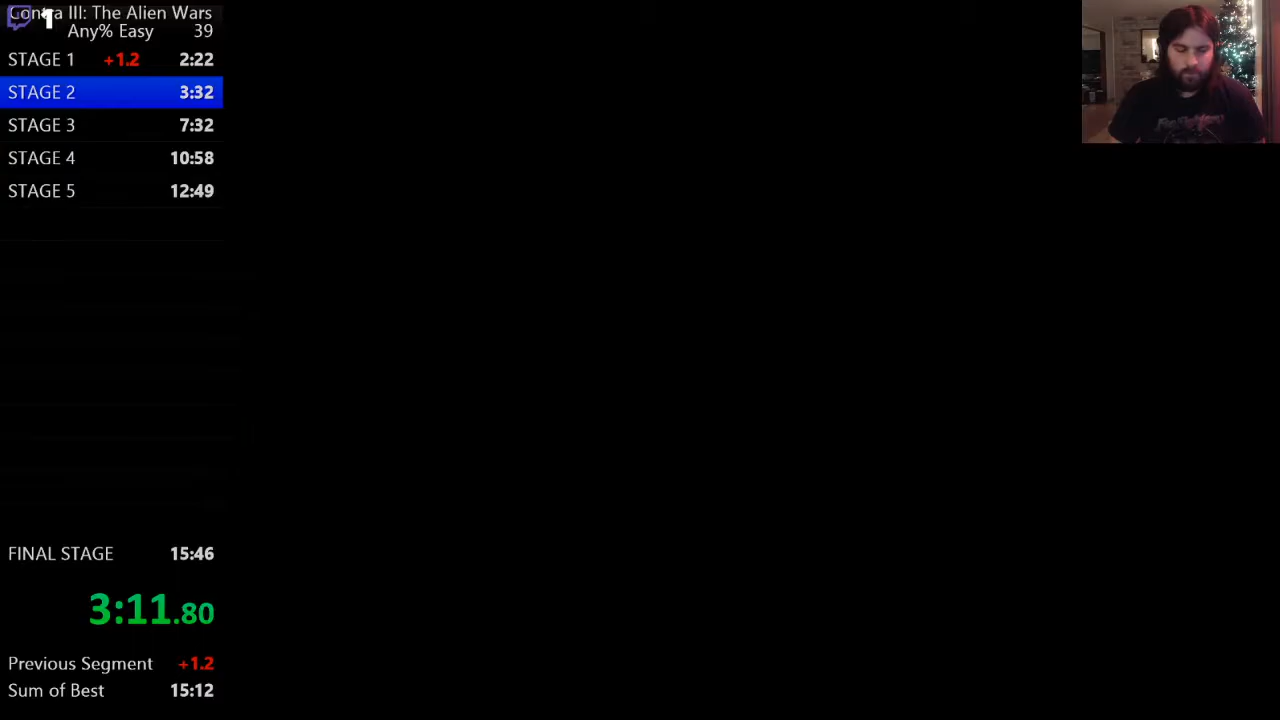 Contra III: The Alien Wars
1
Any% Easy 39
STAGE 1 +1.2 2:22
STAGE 2 3:32
STAGE 3 7:32
STAGE 4 10:58
STAGE 5 12:49
FINAL STAGE 15:46
3:11.80
Previous Segment +1.2
Sum of Best 15:12